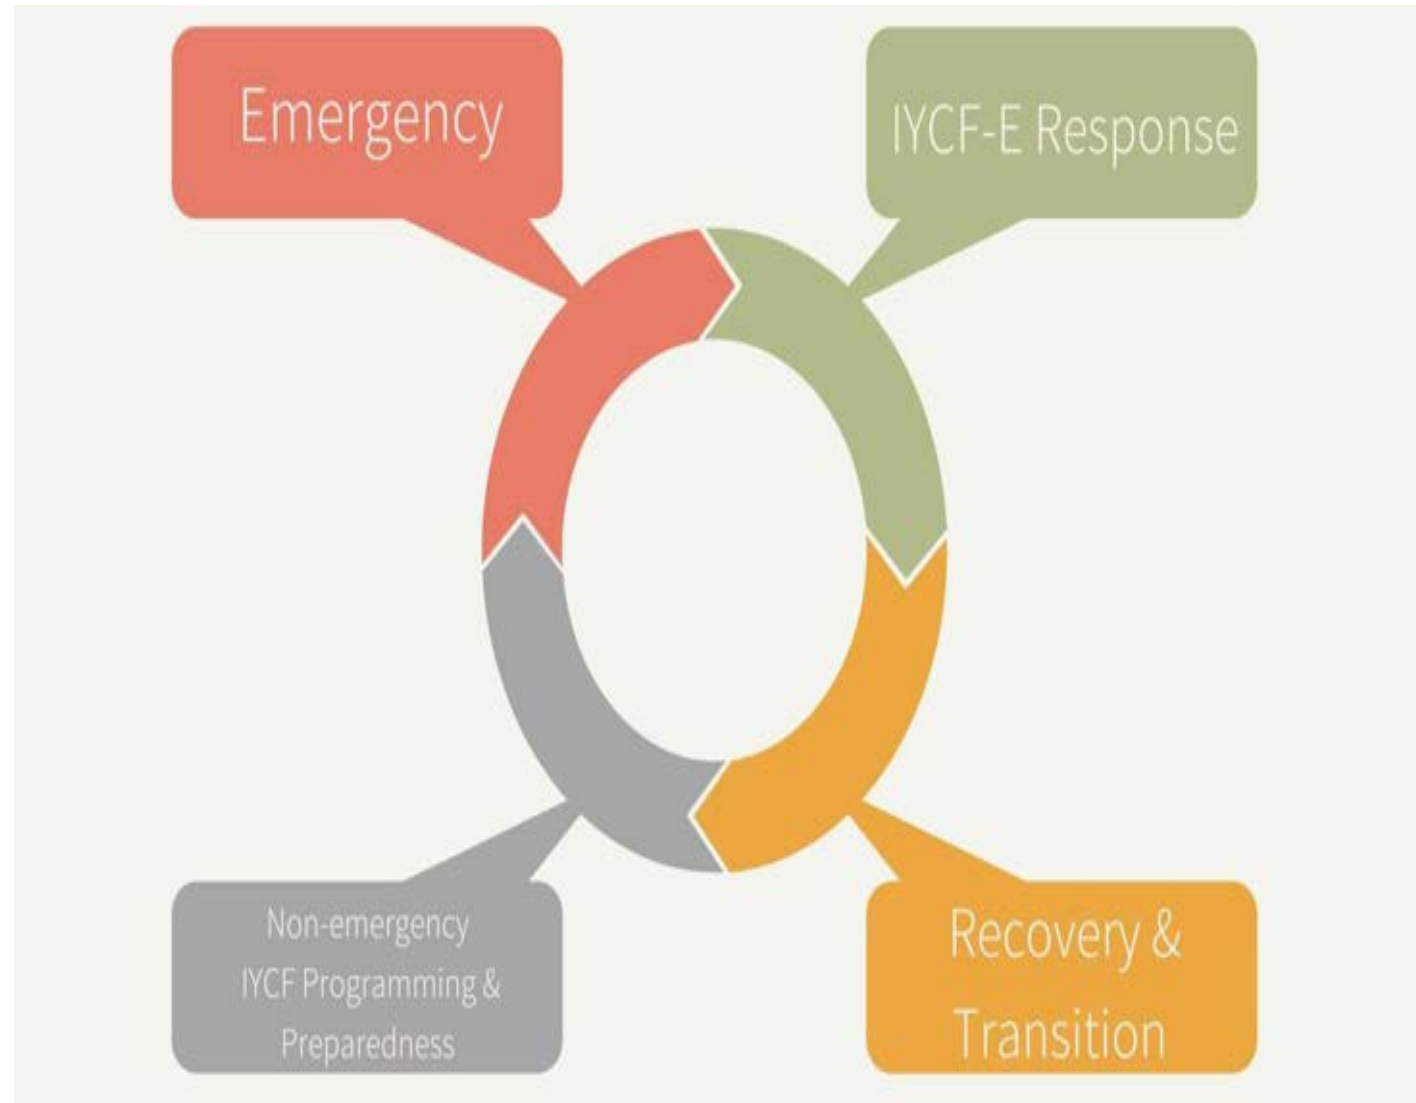 Emergency
IYCF-E Response
Non-emergency
IYCF Programming &
Preparedness
Recovery &
Transition